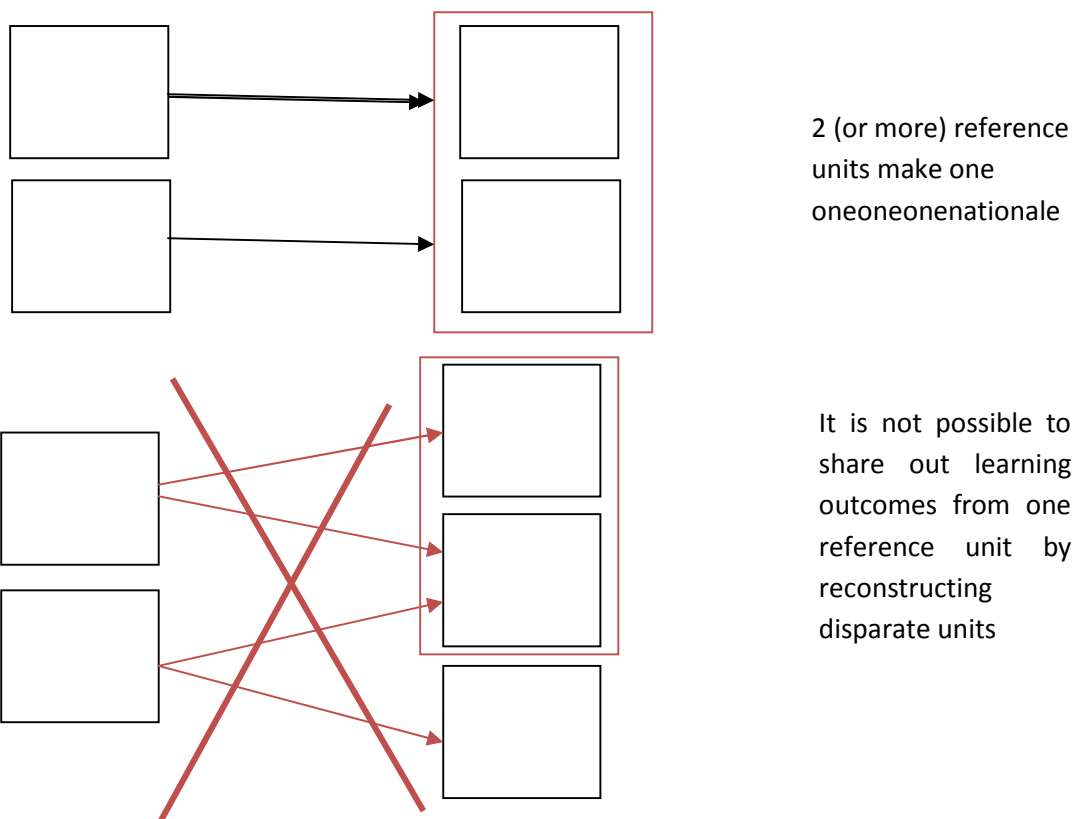 2 (or more) reference
units make one
oneoneonenationale
It is not possible to
share out learning
outcomes from one
reference unit by
reconstructing
disparate units